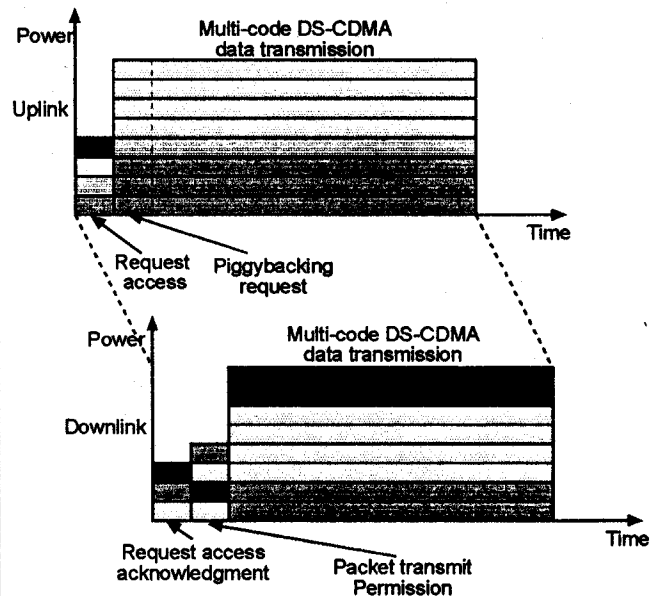 Power
Multi-code DS-CDMA
data transmission
Uplink
Time
Request
access
Piggybacking
request
Power
Multi-code DS-CDMA
data transmission
Downlink
Time
Request access
acknowledgment
Packet transmit
Permission